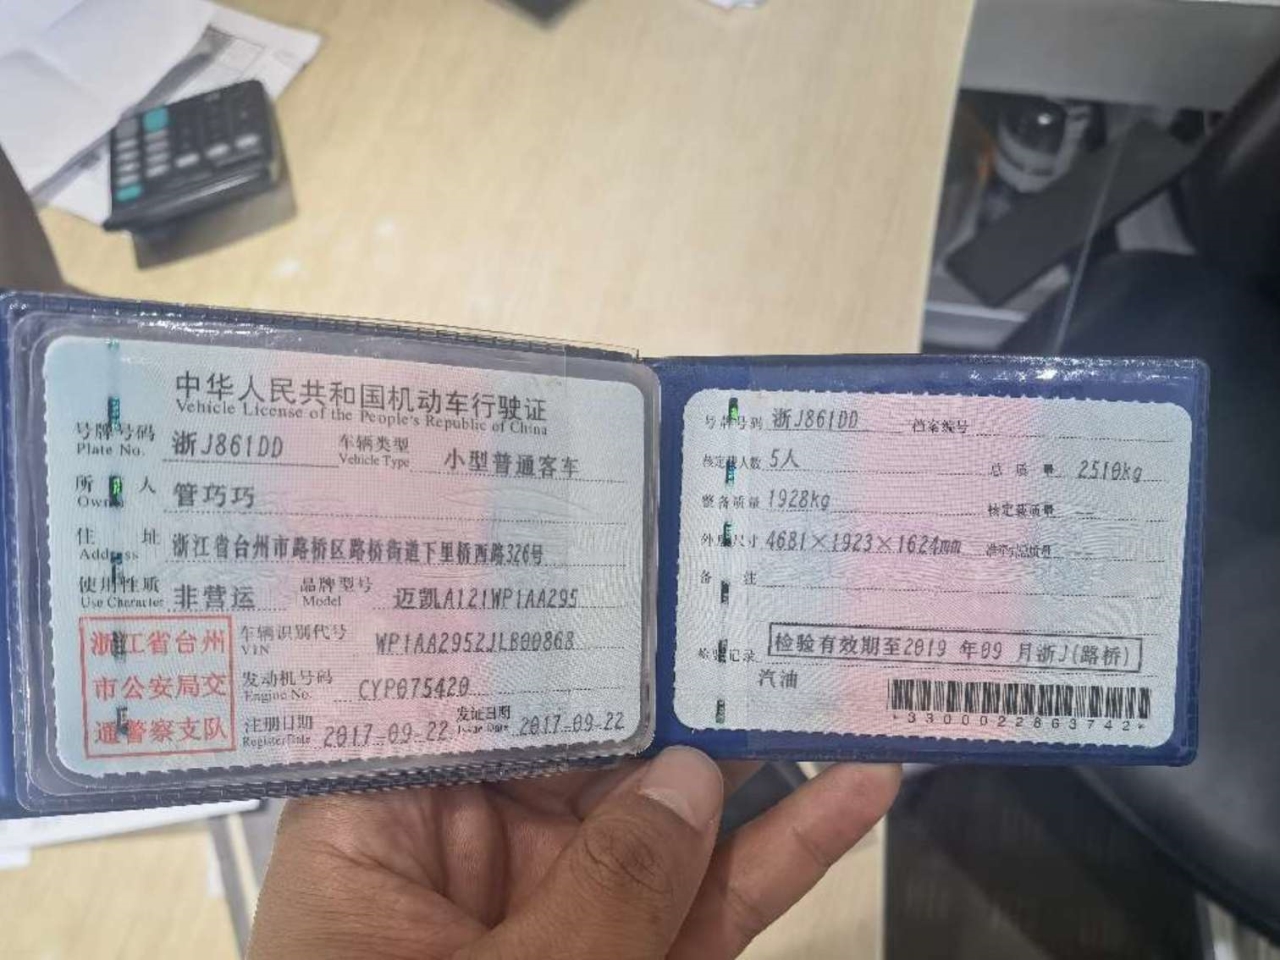 中华人民共和国机动车行驶证
Vehicle License of the People's Republic of China
号牌号码 Plate No. 浙J861DD 车辆类型 Vehicle Type 小型普通客车
所有人 Owner 管巧巧
住址 Address 浙江省台州市路桥区路桥街道下里桥西路326号
使用性质 Use Character 非营运 品牌型号 Model 迈凯A121WP1AA295
浙江省台州
市公安局交
通警察支队
车辆识别代号 VIN WP1AA2952JLB00868
发动机号码 Engine No. CYP075420
注册日期 Register Date 2017-09-22 发证日期 Issue Date 2017-09-22
号牌号码 浙J861DD 档案编号
核定载人数 5人 总质量 2510kg
整备质量 1928kg 核定载质量 --
外廓尺寸 4681×1923×1624mm 准牵引总质量 --
备注
检验记录 检验有效期至2019年09月浙J(路桥)
汽油
*3300022863742*